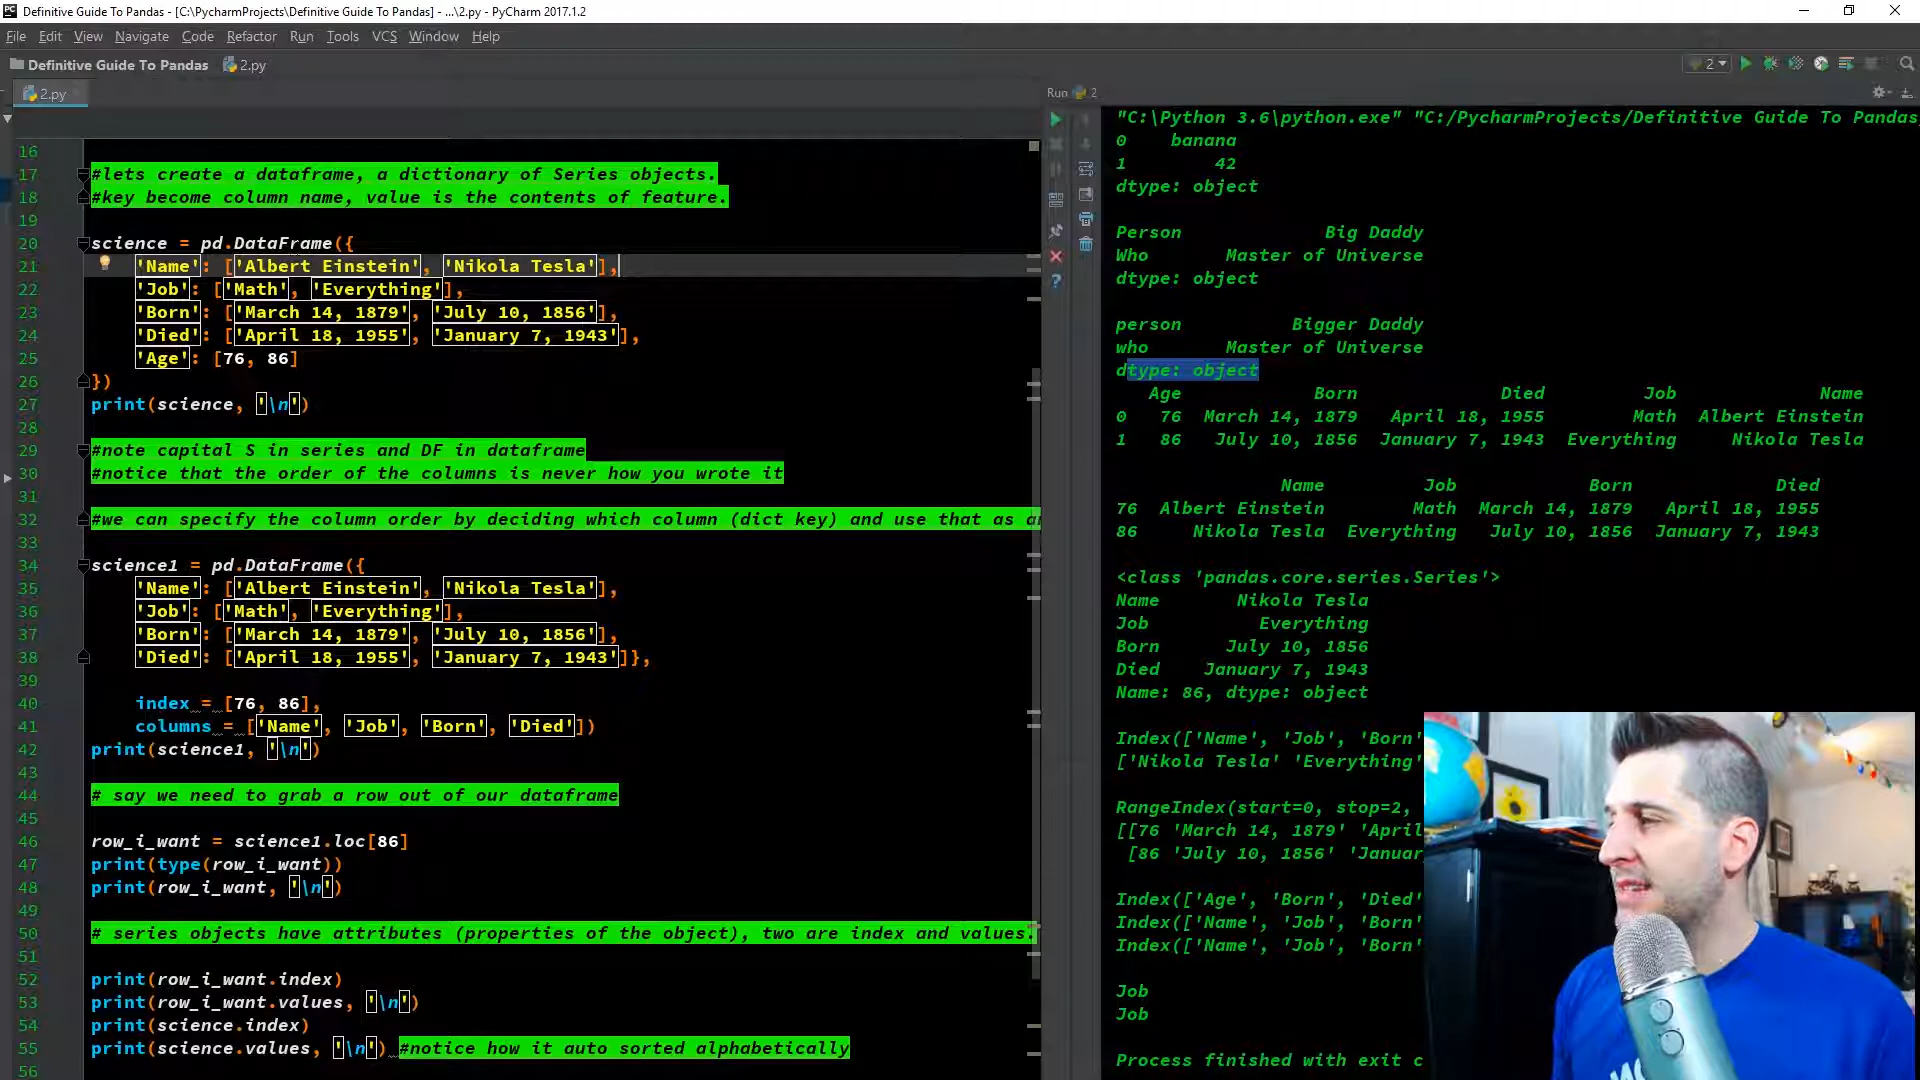 Definitive Guide To Pandas - [C:\PycharmProjects\Definitive Guide To Pandas] - ...\2.py - PyCharm 2017.1.2
File Edit View Navigate Code Refactor Run Tools VCS Window Help
Definitive Guide To Pandas 2.py
2
2.py
Run 2
16
17 #lets create a dataframe, a dictionary of Series objects.
18 #key become column name, value is the contents of feature.
19
20 science = pd.DataFrame({
21 'Name': ['Albert Einstein', 'Nikola Tesla'],
22 'Job': ['Math', 'Everything'],
23 'Born': ['March 14, 1879', 'July 10, 1856'],
24 'Died': ['April 18, 1955', 'January 7, 1943'],
25 'Age': [76, 86]
26 })
27 print(science, '\n')
28
29 #note capital S in series and DF in dataframe
30 #notice that the order of the columns is never how you wrote it
31
32 #we can specify the column order by deciding which column (dict key) and use that as
33
34 science1 = pd.DataFrame({
35 'Name': ['Albert Einstein', 'Nikola Tesla'],
36 'Job': ['Math', 'Everything'],
37 'Born': ['March 14, 1879', 'July 10, 1856'],
38 'Died': ['April 18, 1955', 'January 7, 1943']},
39
40 index = [76, 86],
41 columns = ['Name', 'Job', 'Born', 'Died'])
42 print(science1, '\n')
43
44 # say we need to grab a row out of our dataframe
45
46 row_i_want = science1.loc[86]
47 print(type(row_i_want))
48 print(row_i_want, '\n')
49
50 # series objects have attributes (properties of the object), two are index and values.
51
52 print(row_i_want.index)
53 print(row_i_want.values, '\n')
54 print(science.index)
55 print(science.values, '\n') #notice how it auto sorted alphabetically
56
"C:\Python 3.6\python.exe" "C:/PycharmProjects/Definitive Guide To Pandas
0 banana
1 42
dtype: object
Person Big Daddy
Who Master of Universe
dtype: object
person Bigger Daddy
who Master of Universe
dtype: object
Age Born Died Job Name
0 76 March 14, 1879 April 18, 1955 Math Albert Einstein
1 86 July 10, 1856 January 7, 1943 Everything Nikola Tesla
Name Job Born Died
76 Albert Einstein Math March 14, 1879 April 18, 1955
86 Nikola Tesla Everything July 10, 1856 January 7, 1943
<class 'pandas.core.series.Series'>
Name Nikola Tesla
Job Everything
Born July 10, 1856
Died January 7, 1943
Name: 86, dtype: object
Index(['Name', 'Job', 'Born'
['Nikola Tesla' 'Everything'
RangeIndex(start=0, stop=2,
[[76 'March 14, 1879' 'April
[86 'July 10, 1856' 'Januar
Index(['Age', 'Born', 'Died'
Index(['Name', 'Job', 'Born'
Index(['Name', 'Job', 'Born'
Job
Job
Process finished with exit c